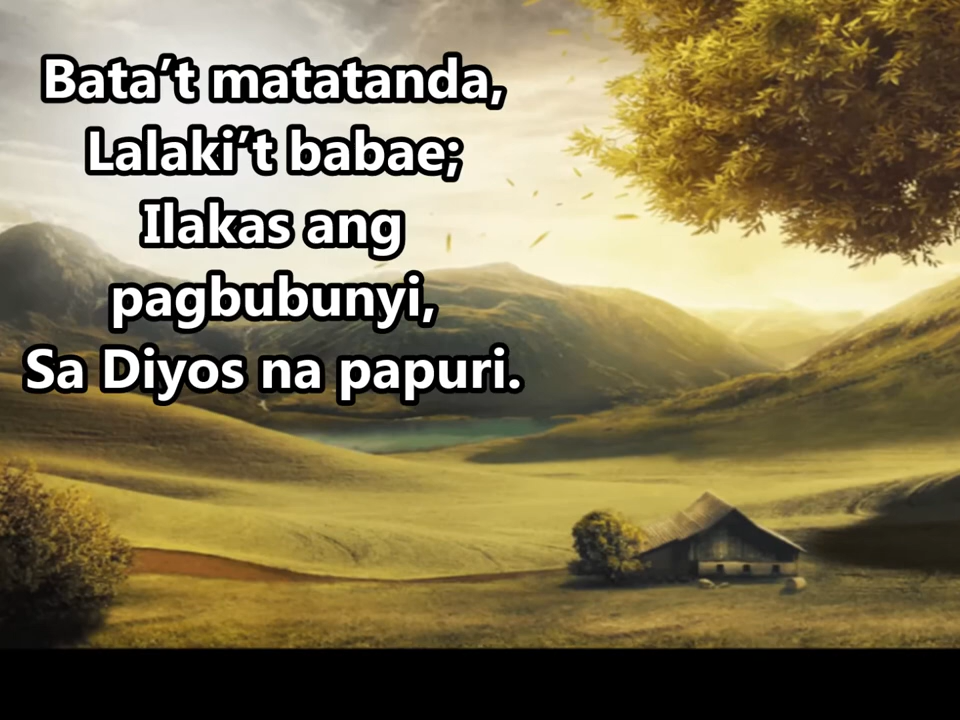 Bata’t matatanda,
Lalaki’t babae;
Ilakas ang
pagbubunyi,
Sa Diyos na papuri.